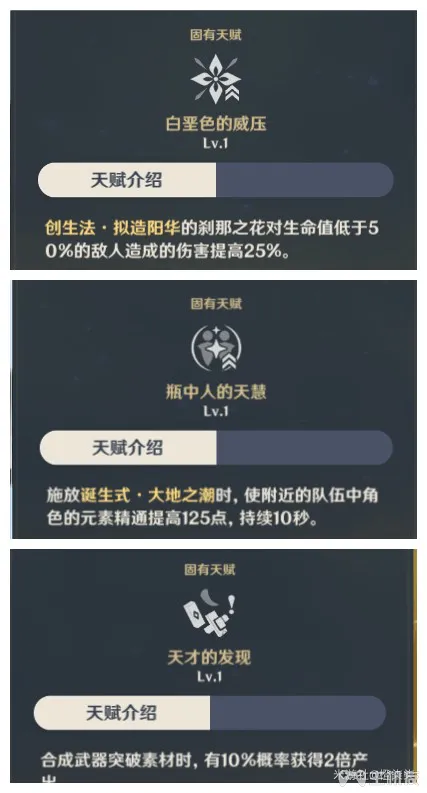 固有天赋
白垩色的威压
Lv.1
天赋介绍
创生法·拟造阳华的刹那之花对生命值低于5
0%的敌人造成的伤害提高25%。
固有天赋
瓶中人的天慧
Lv.1
天赋介绍
施放诞生式·大地之潮时,使附近的队伍中角
色的元素精通提高125点,持续10秒。
固有天赋
天才的发现
Lv.1
天赋介绍
合成武器突破素材时,有10%概率获得2倍产
出